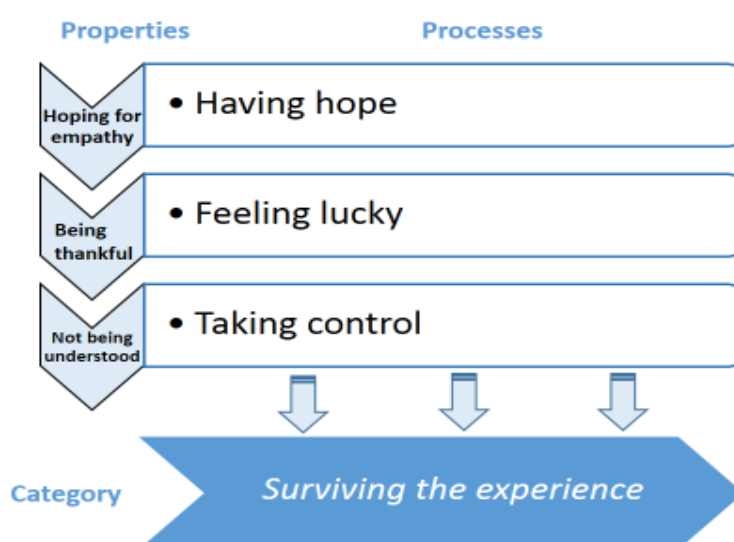 Properties Processes
Hoping for
empathy
• Having hope
Being
thankful
• Feeling lucky
Not being
understood
• Taking control
Category
Surviving the experience